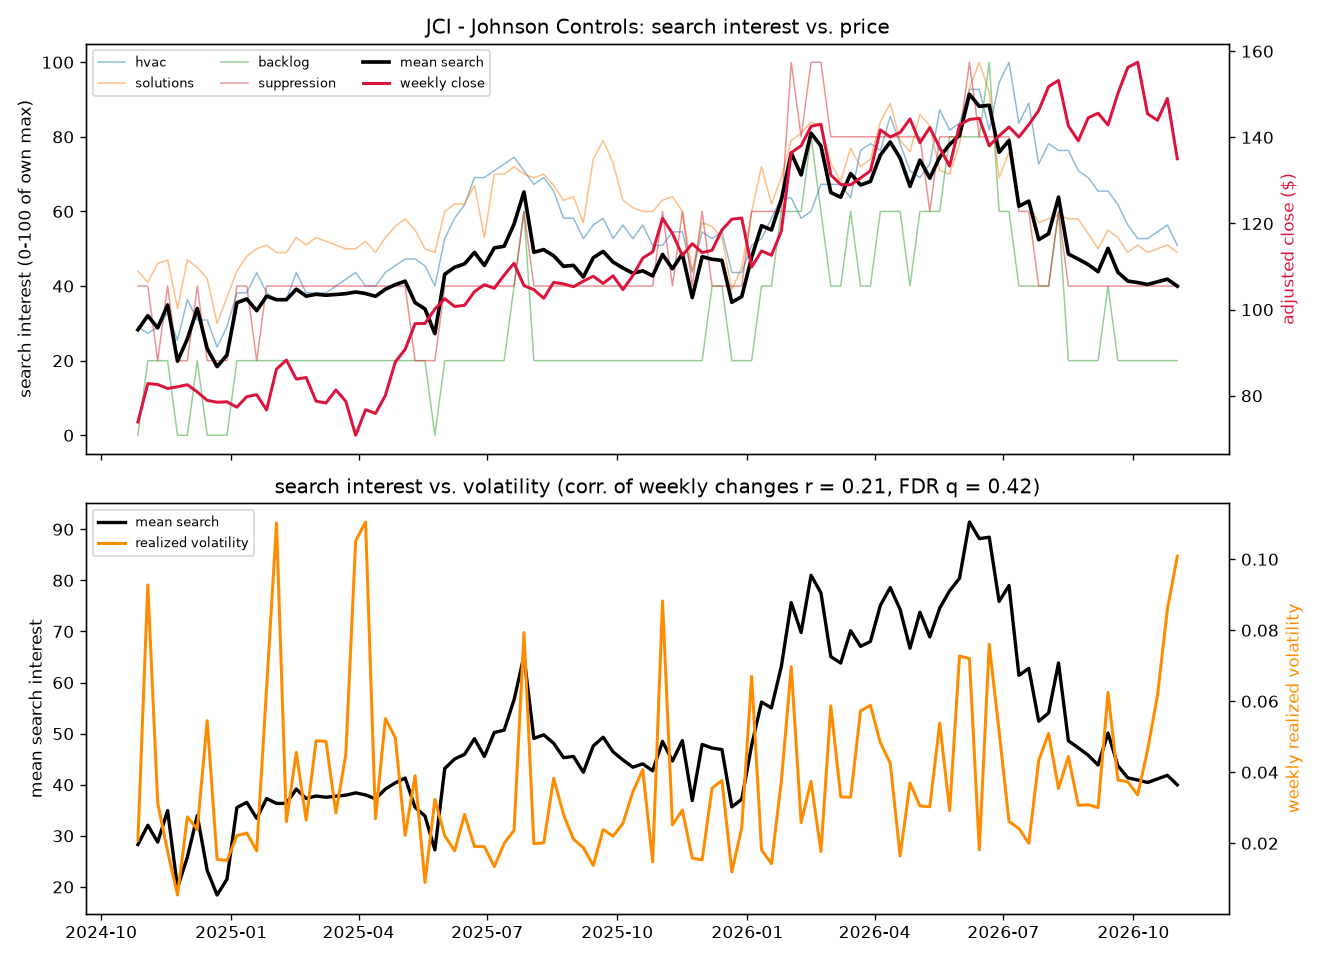 JCI - Johnson Controls: search interest vs. price
hvac
solutions
backlog
suppression
mean search
weekly close
search interest (0-100 of own max)
100
80
60
40
20
0
160
140
120
100
80
adjusted close ($)
search interest vs. volatility (corr. of weekly changes r = 0.21, FDR q = 0.42)
mean search
realized volatility
mean search interest
90
80
70
60
50
40
30
20
0.10
0.08
0.06
0.04
0.02
weekly realized volatility
2024-10
2025-01
2025-04
2025-07
2025-10
2026-01
2026-04
2026-07
2026-10